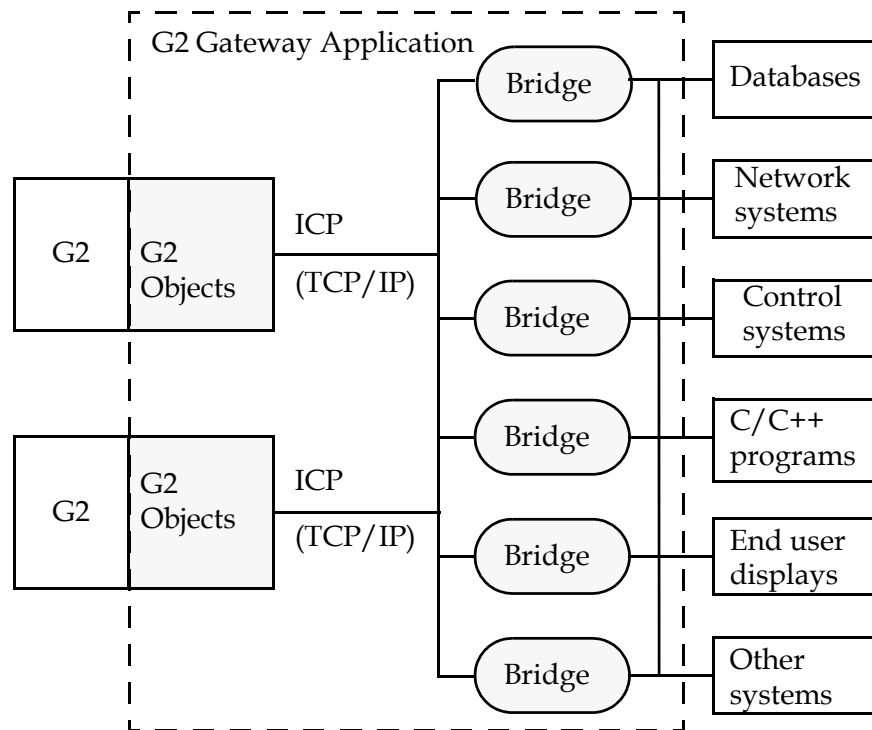 G2 Gateway Application
Bridge
Databases
Bridge
Network
systems
ICP
G2
G2
Objects
(TCP/IP)
Bridge
Control
systems
Bridge
C/C++
programs
ICP
G2
G2
Objects
(TCP/IP)
Bridge
End user
displays
Bridge
Other
systems